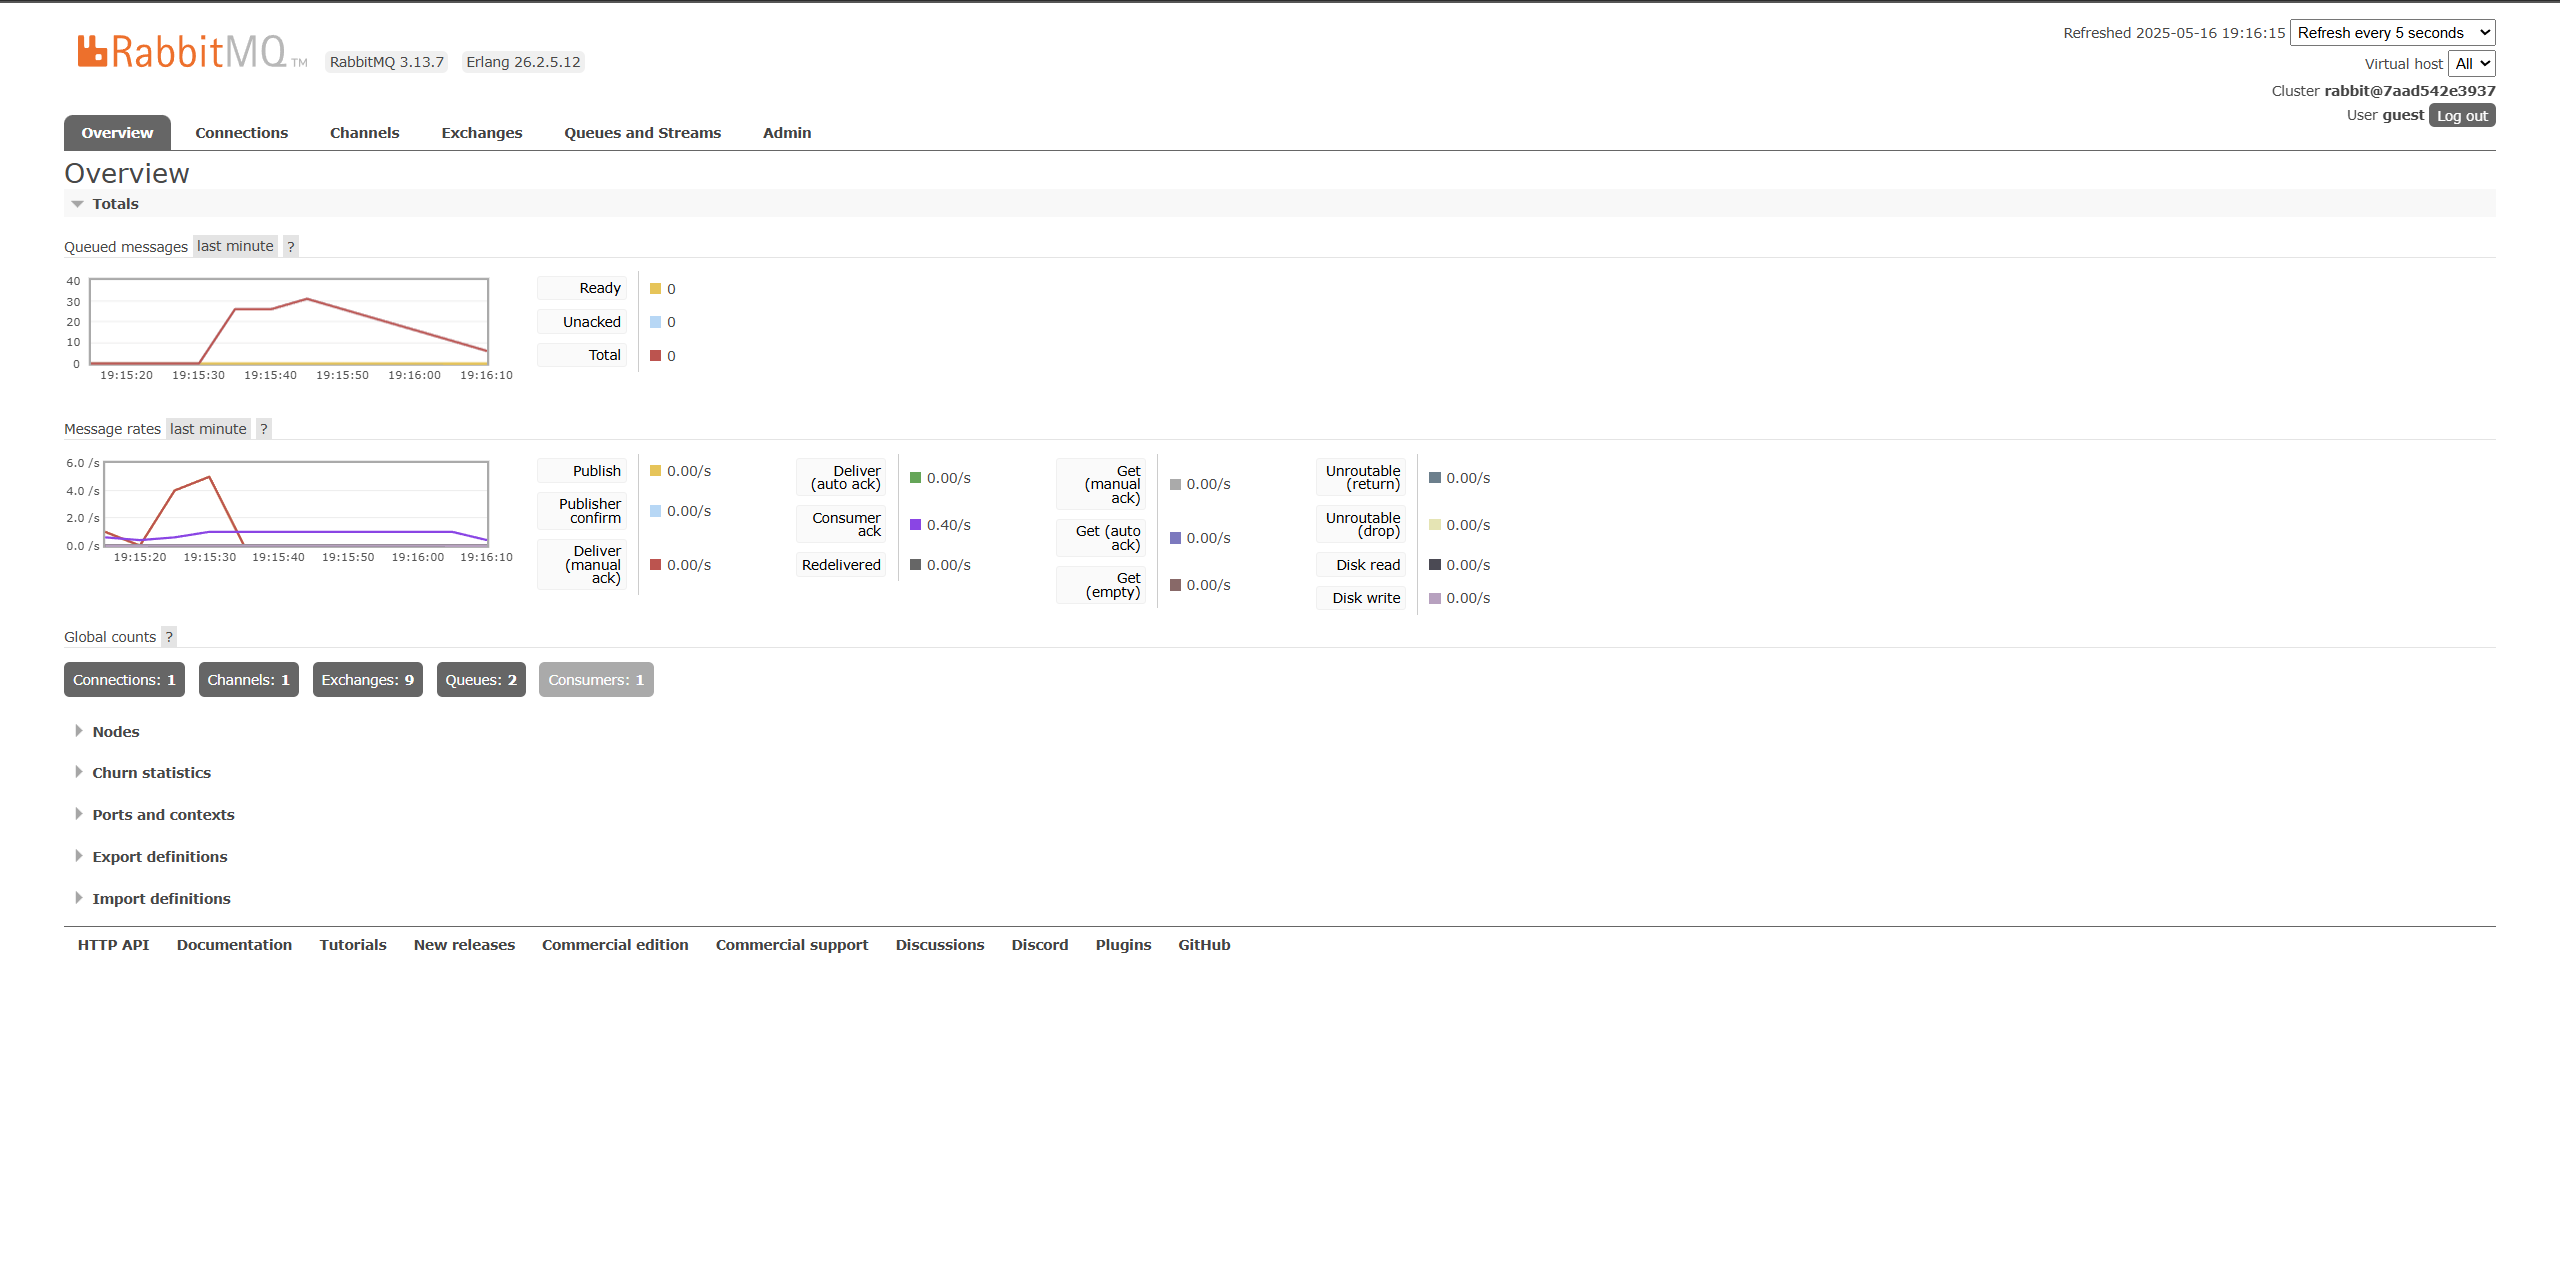 RabbitMQ TM RabbitMQ 3.13.7 Erlang 26.2.5.12
Refreshed 2025-05-16 19:16:15 Refresh every 5 seconds
Virtual host All
Cluster rabbit@7aad542e3937
User guest Log out
Overview Connections Channels Exchanges Queues and Streams Admin
Overview
Totals
Queued messages last minute ?
40
30
20
10
0
19:15:20 19:15:30 19:15:40 19:15:50 19:16:00 19:16:10
Ready 0
Unacked 0
Total 0
Message rates last minute ?
6.0 /s
4.0 /s
2.0 /s
0.0 /s
19:15:20 19:15:30 19:15:40 19:15:50 19:16:00 19:16:10
Publish 0.00/s
Publisher
confirm 0.00/s
Deliver
(manual
ack) 0.00/s
Deliver
(auto ack) 0.00/s
Consumer
ack 0.40/s
Redelivered 0.00/s
Get
(manual
ack) 0.00/s
Get (auto
ack) 0.00/s
Get
(empty) 0.00/s
Unroutable
(return) 0.00/s
Unroutable
(drop) 0.00/s
Disk read 0.00/s
Disk write 0.00/s
Global counts ?
Connections: 1 Channels: 1 Exchanges: 9 Queues: 2 Consumers: 1
Nodes
Churn statistics
Ports and contexts
Export definitions
Import definitions
HTTP API Documentation Tutorials New releases Commercial edition Commercial support Discussions Discord Plugins GitHub